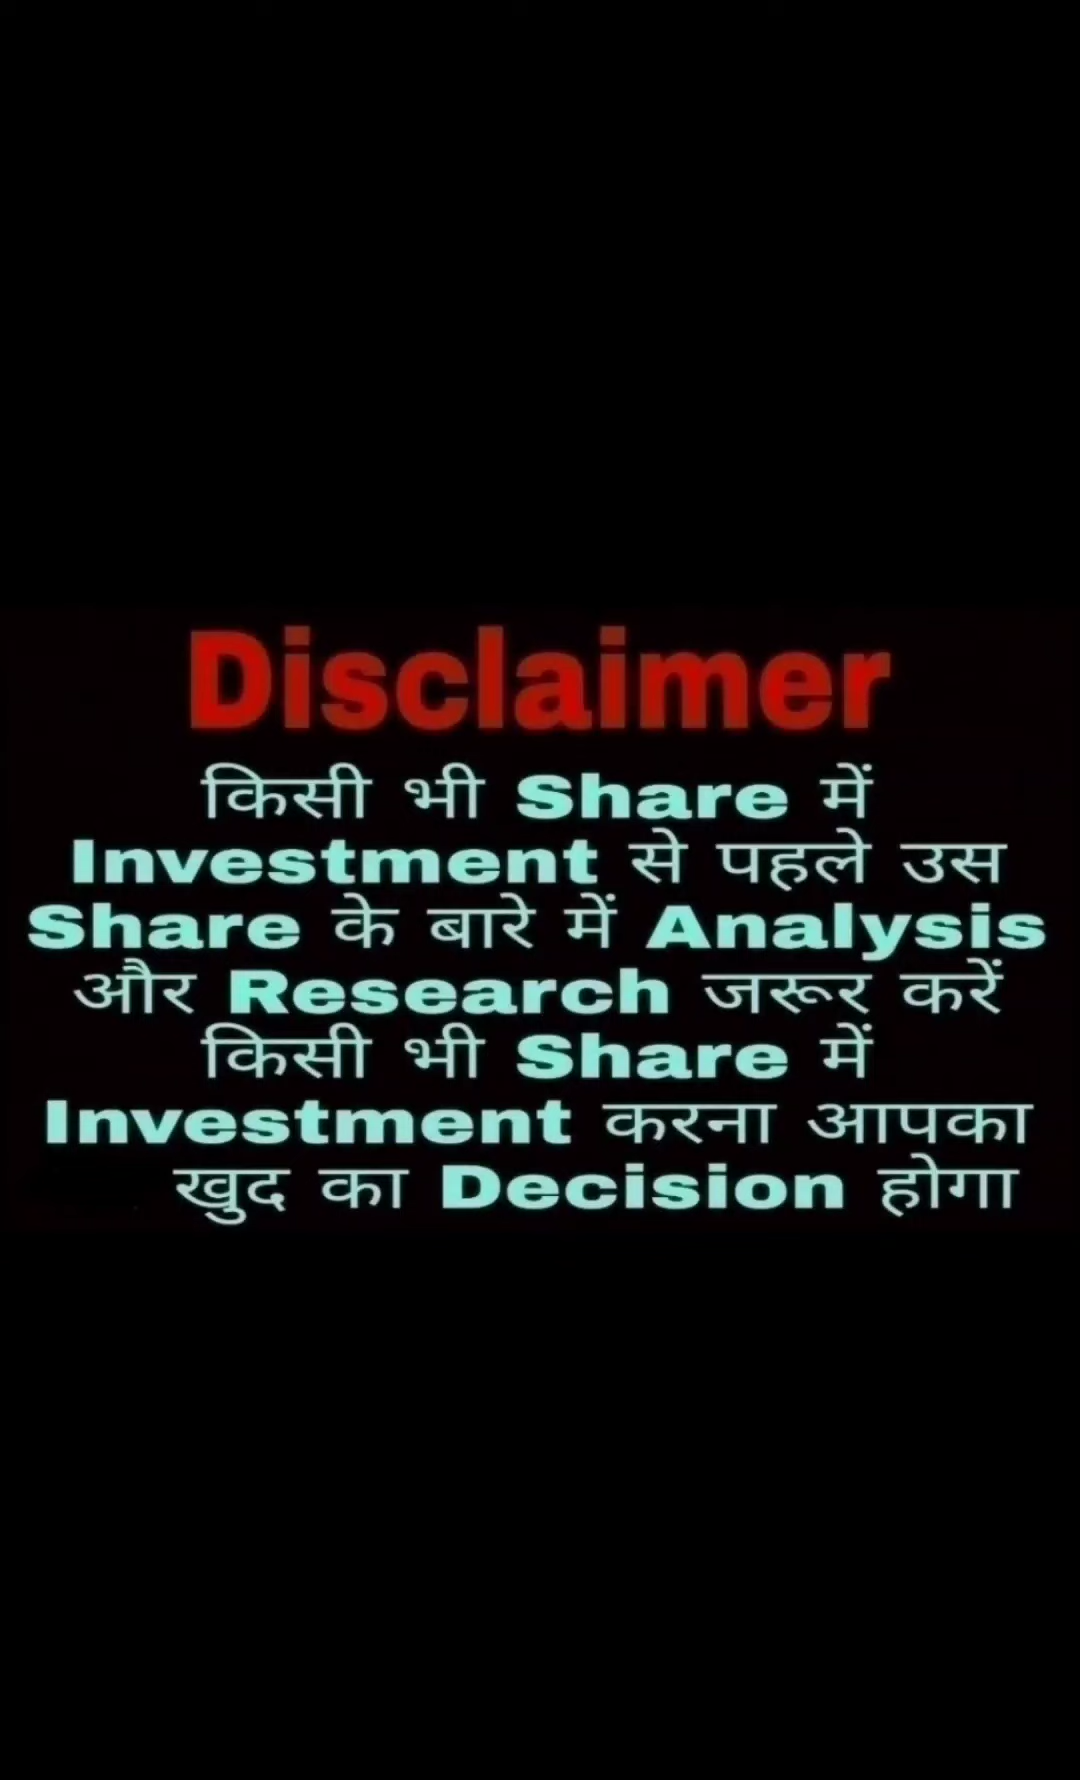 Disclaimer
किसी भी Share में
Investment से पहले उस
Share के बारे में Analysis
और Research जरूर करें
किसी भी Share में
Investment करना आपका
खुद का Decision होगा